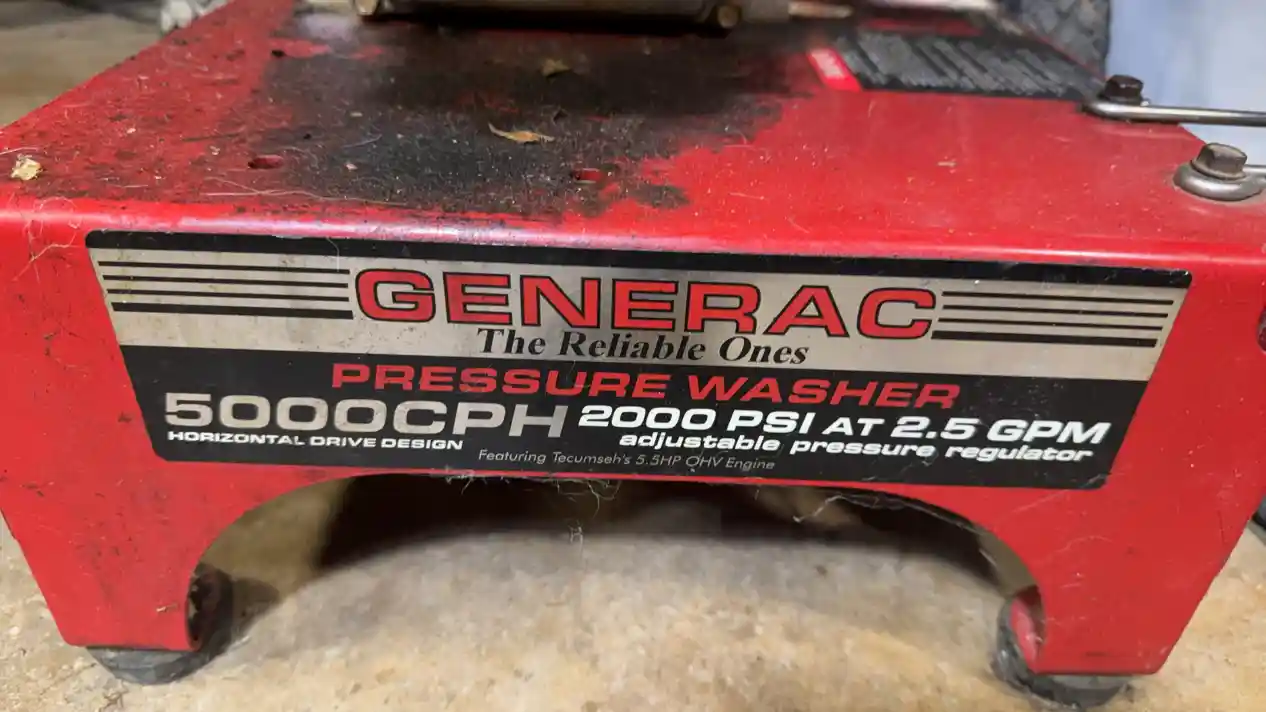 GENERAC
The Reliable Ones
PRESSURE WASHER
5000CPH 2000 PSI AT 2.5 GPM
HORIZONTAL DRIVE DESIGN adjustable pressure regulator
Featuring Tecumseh's 5.5HP OHV Engine